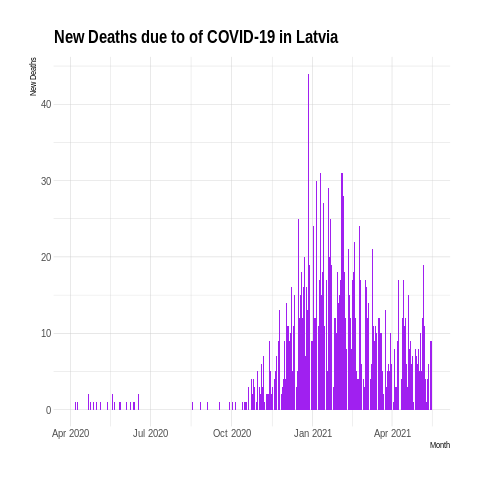 New Deaths due to of COVID-19 in Latvia
New Deaths
40
30
20
10
0
Apr 2020 Jul 2020 Oct 2020 Jan 2021 Apr 2021
Month